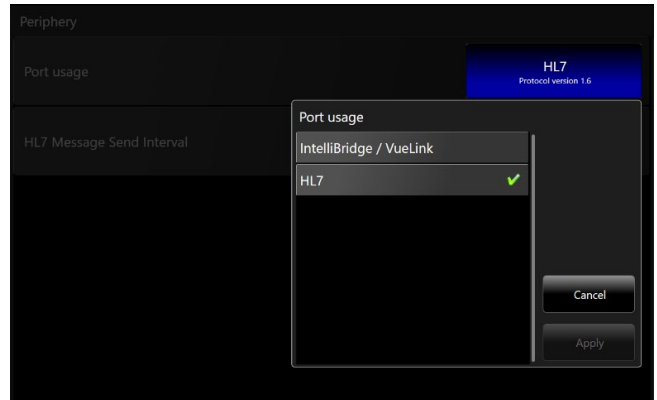 Periphery
Port usage
HL7
Protocol version 1.6
HL7 Message Send Interval
Port usage
IntelliBridge / VueLink
HL7
Cancel
Apply